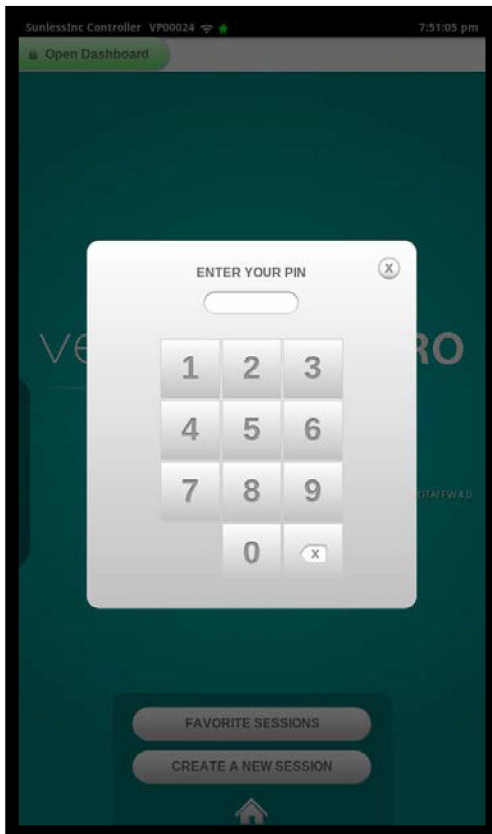 SunlessInc Controller VP00024 7:51:05 pm
Open Dashboard
ENTER YOUR PIN
X
1 2 3
4 5 6
7 8 9
0 X
FAVORITE SESSIONS
CREATE A NEW SESSION